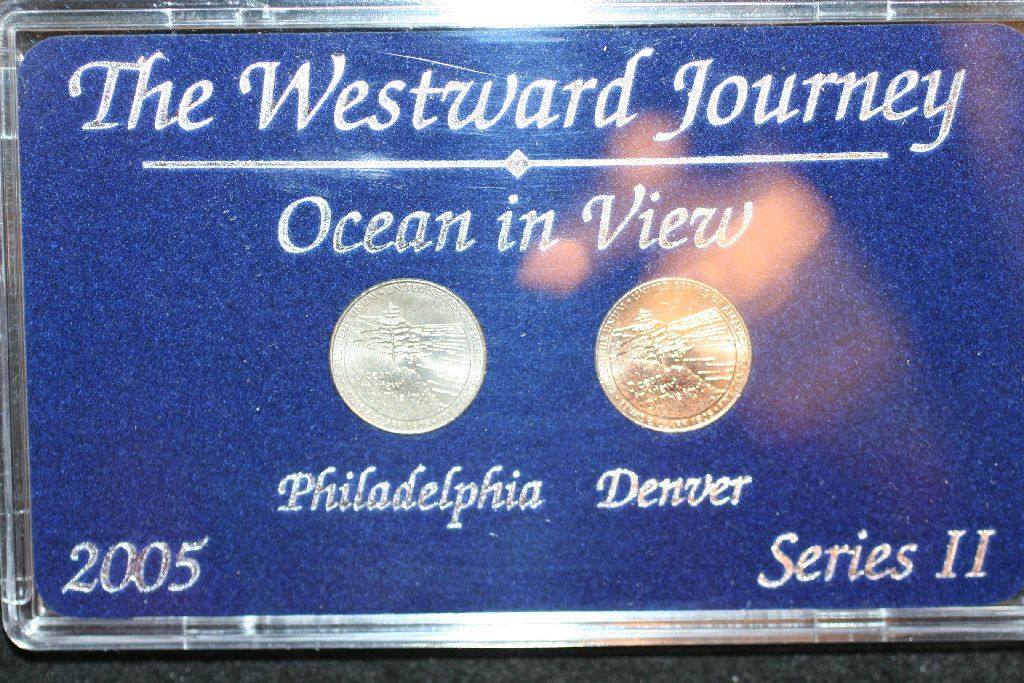 The Westward Journey
Ocean in View
Philadelphia
Denver
2005
Series II